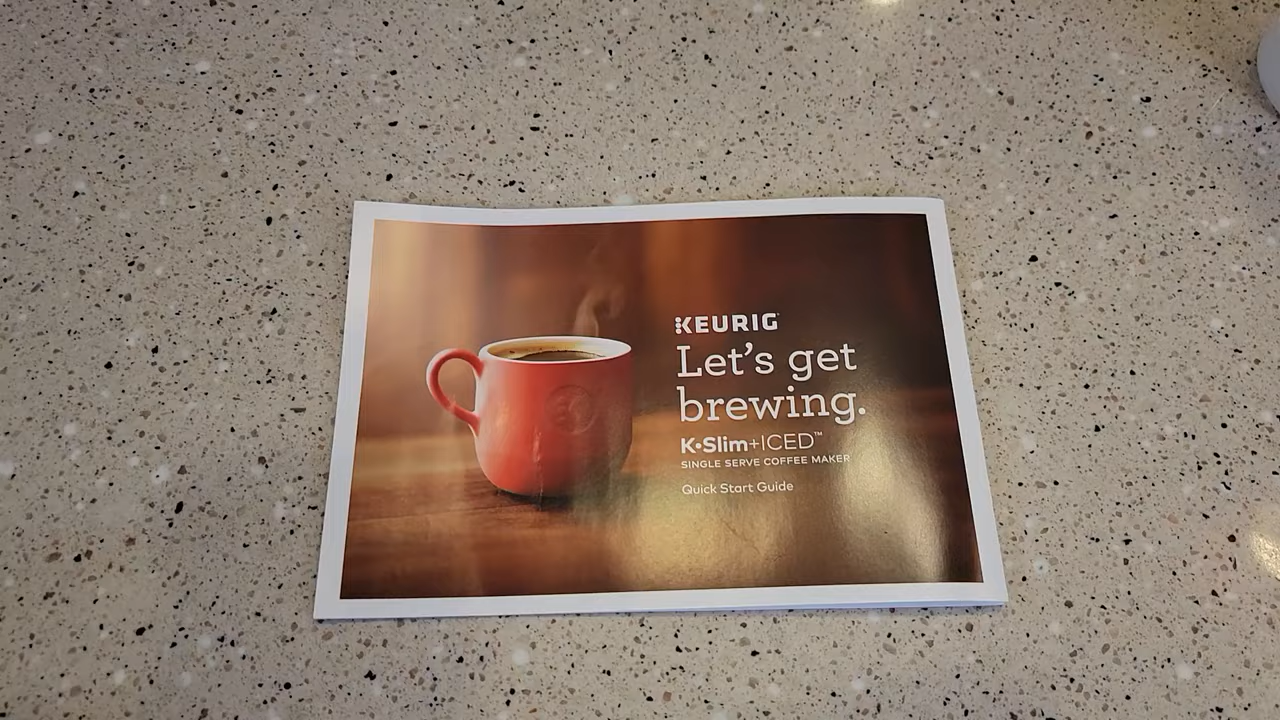 KEURIG
Let's get
brewing.
K•Slim+ICED™
SINGLE SERVE COFFEE MAKER
Quick Start Guide